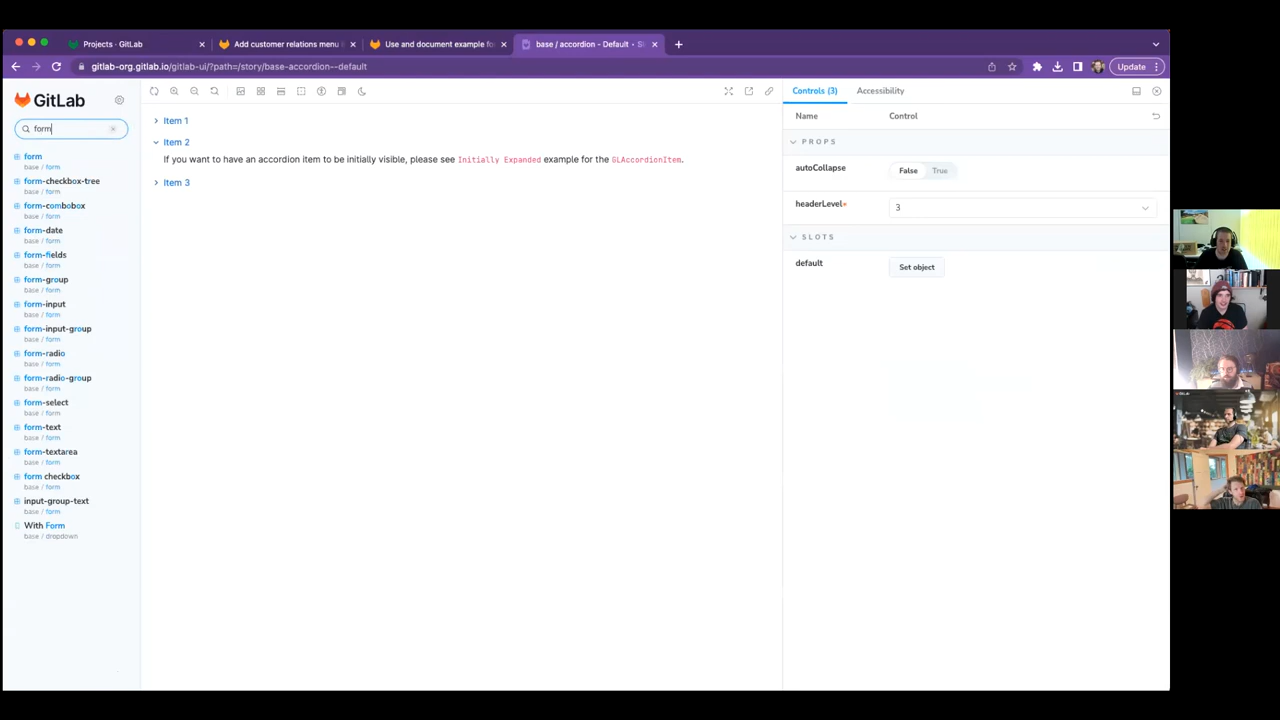 Projects · GitLab
Add customer relations menu
Use and document example fo
base / accordion - Default · S
gitlab-org.gitlab.io/gitlab-ui/?path=/story/base-accordion--default
Update
GitLab
form
form
base / form
form-checkbox-tree
base / form
form-combobox
base / form
form-date
base / form
form-fields
base / form
form-group
base / form
form-input
base / form
form-input-group
base / form
form-radio
base / form
form-radio-group
base / form
form-select
base / form
form-text
base / form
form-textarea
base / form
form checkbox
base / form
input-group-text
base / form
With Form
base / dropdown
Item 1
Item 2
If you want to have an accordion item to be initially visible, please see Initially Expanded example for the GLAccordionItem.
Item 3
Controls (3)
Accessibility
Name
Control
PROPS
autoCollapse
False
True
headerLevel*
3
SLOTS
default
Set object